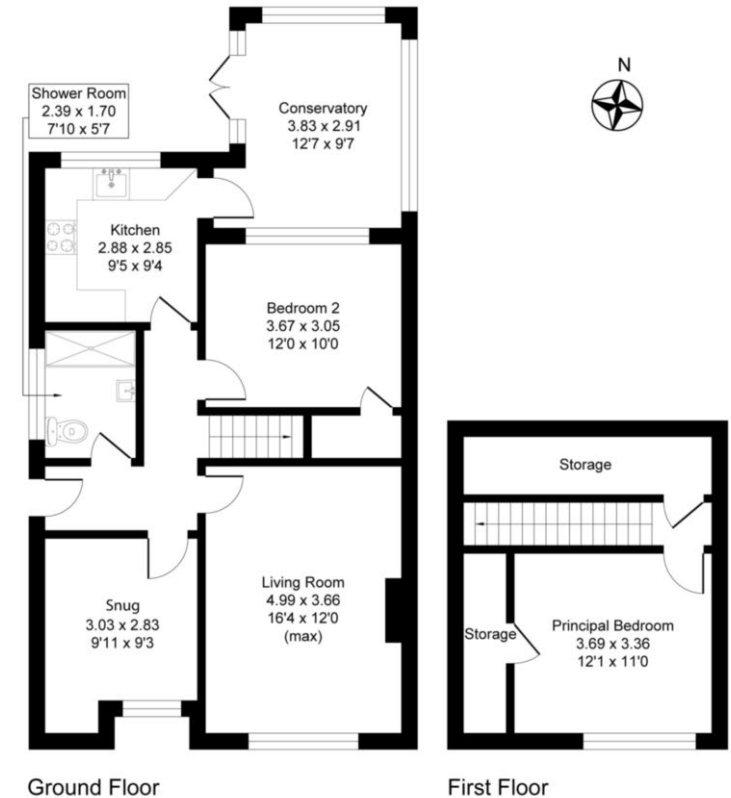 N
Shower Room
2.39 x 1.70
7'10 x 5'7
Conservatory
3.83 x 2.91
12'7 x 9'7
Kitchen
2.88 x 2.85
9'5 x 9'4
Bedroom 2
3.67 x 3.05
12'0 x 10'0
Living Room
4.99 x 3.66
16'4 x 12'0
(max)
Snug
3.03 x 2.83
9'11 x 9'3
Ground Floor
Storage
Storage
Principal Bedroom
3.69 x 3.36
12'1 x 11'0
First Floor